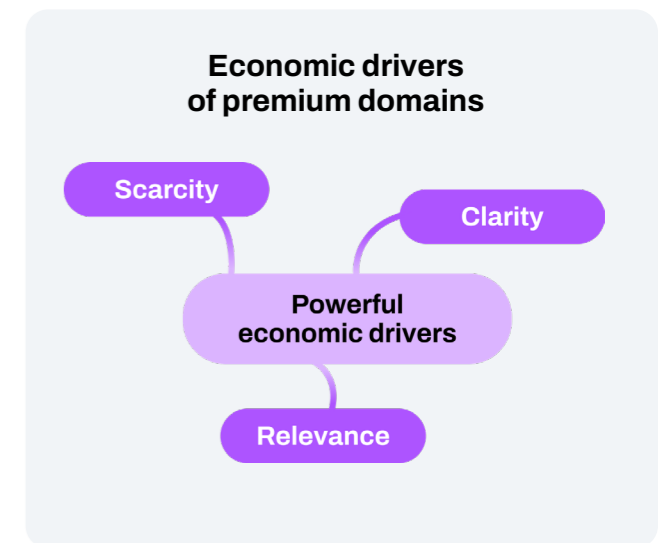 Economic drivers
of premium domains
Scarcity
Clarity
Powerful
economic drivers
Relevance